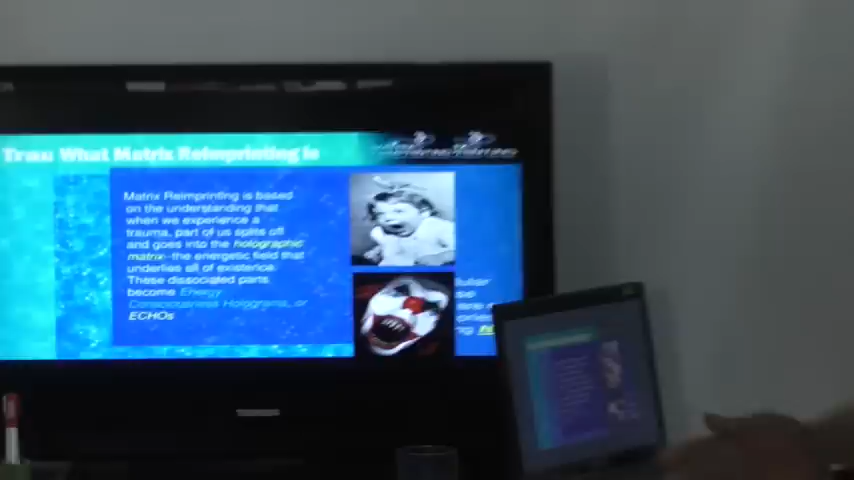 What Matrix Reimprinting is
Matrix Reimprinting is based
on the understanding that
when we experience a
trauma, part of us splits off
and goes into the holographic
matrix--the energetic field that
underlies all of existence.
These dissociated parts
become Energy
Consciousness Holograms, or
ECHOs